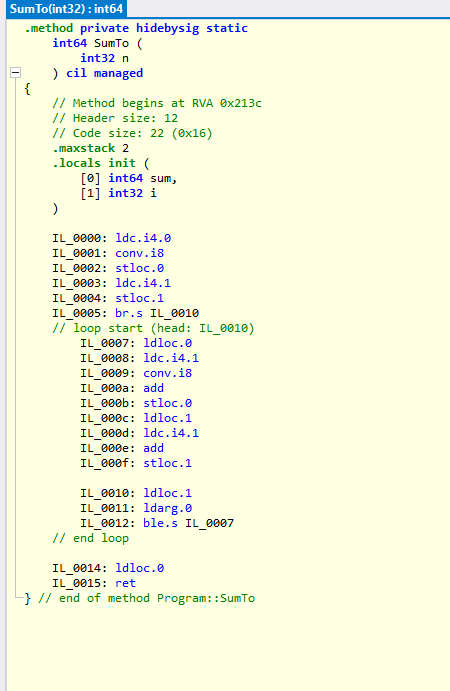 SumTo(int32) : int64
.method private hidebysig static
int64 SumTo (
int32 n
) cil managed
{
// Method begins at RVA 0x213c
// Header size: 12
// Code size: 22 (0x16)
.maxstack 2
.locals init (
[0] int64 sum,
[1] int32 i
)
IL_0000: ldc.i4.0
IL_0001: conv.i8
IL_0002: stloc.0
IL_0003: ldc.i4.1
IL_0004: stloc.1
IL_0005: br.s IL_0010
// loop start (head: IL_0010)
IL_0007: ldloc.0
IL_0008: ldc.i4.1
IL_0009: conv.i8
IL_000a: add
IL_000b: stloc.0
IL_000c: ldloc.1
IL_000d: ldc.i4.1
IL_000e: add
IL_000f: stloc.1
IL_0010: ldloc.1
IL_0011: ldarg.0
IL_0012: ble.s IL_0007
// end loop
IL_0014: ldloc.0
IL_0015: ret
} // end of method Program::SumTo